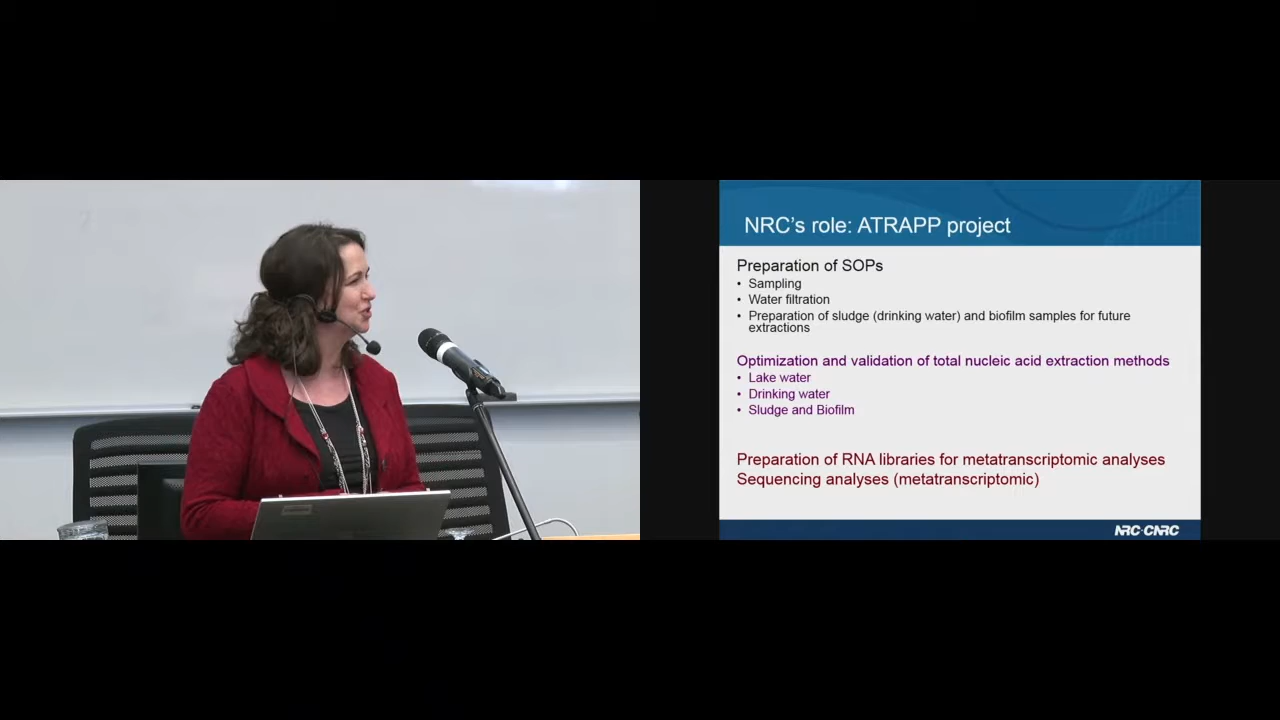 NRC's role: ATRAPP project
Preparation of SOPs
• Sampling
• Water filtration
• Preparation of sludge (drinking water) and biofilm samples for future
extractions
Optimization and validation of total nucleic acid extraction methods
• Lake water
• Drinking water
• Sludge and Biofilm
Preparation of RNA libraries for metatranscriptomic analyses
Sequencing analyses (metatranscriptomic)
NRC·CNRC